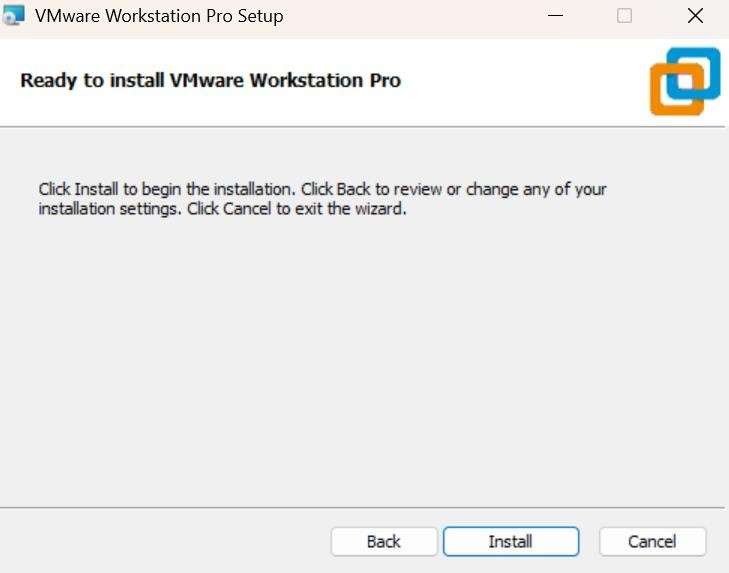 VMware Workstation Pro Setup
Ready to install VMware Workstation Pro
Click Install to begin the installation. Click Back to review or change any of your
installation settings. Click Cancel to exit the wizard.
Back Install Cancel